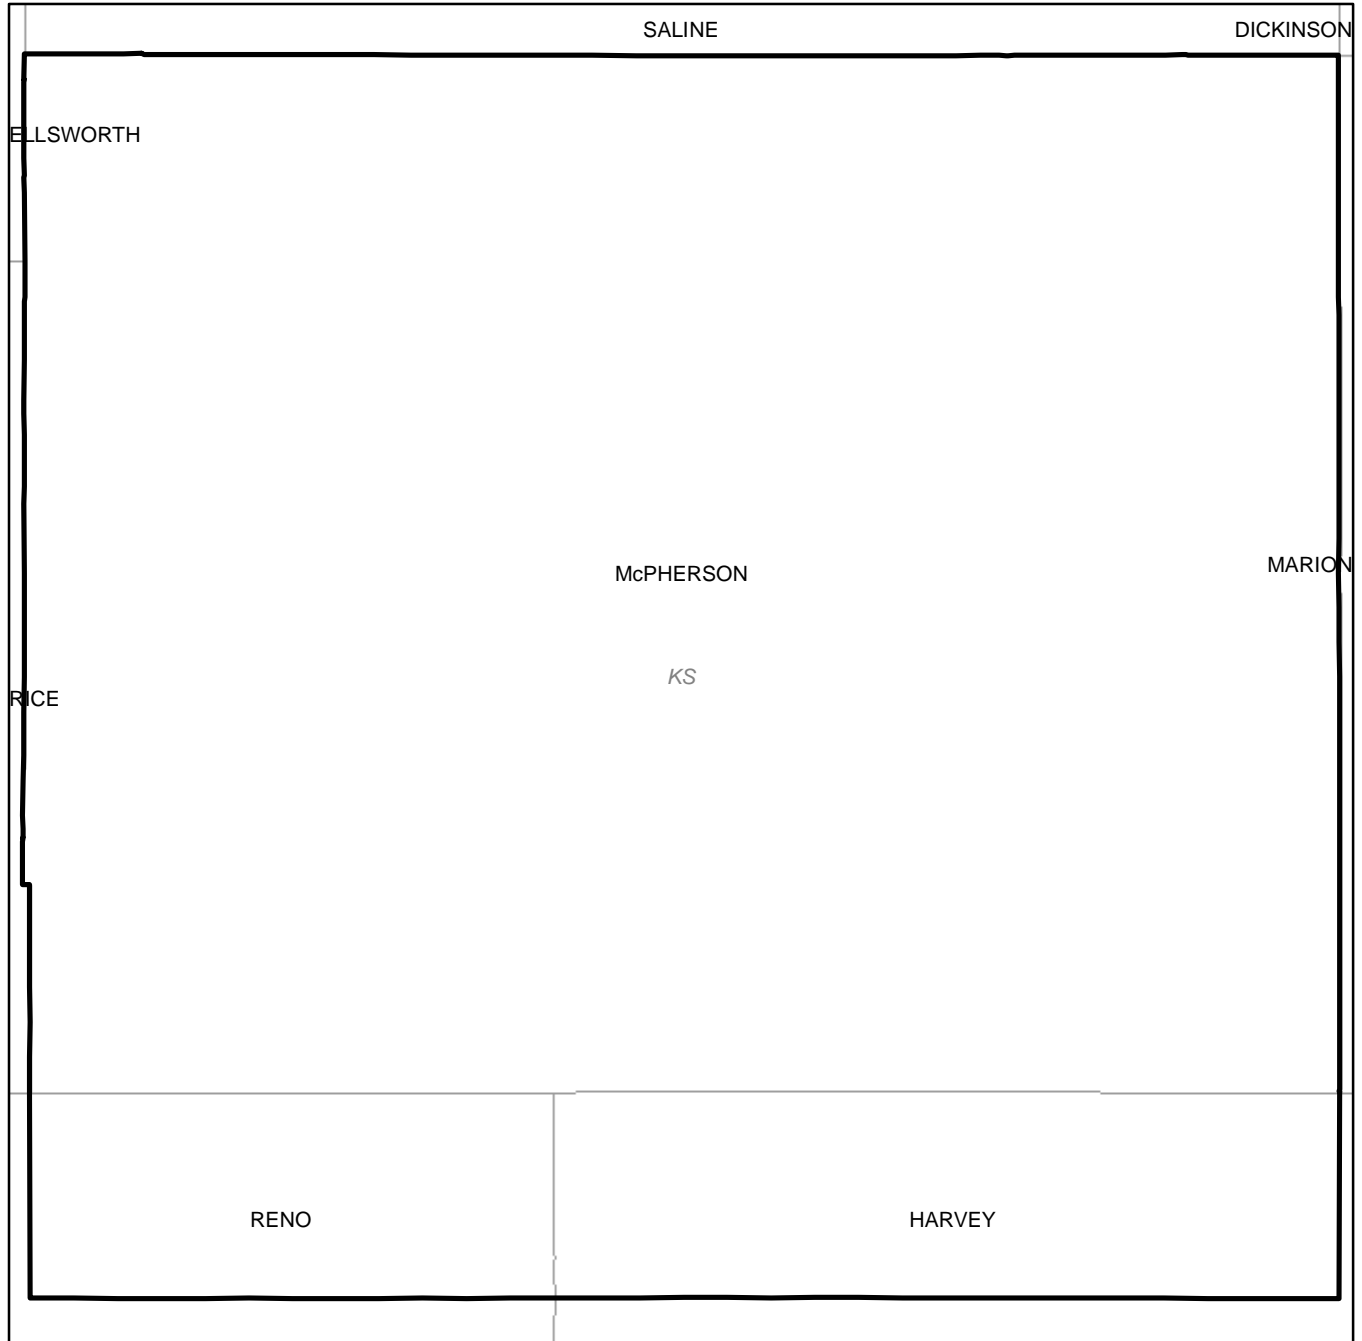 SALINE
DICKINSON
ELLSWORTH
McPHERSON
MARION
KS
RICE
RENO
HARVEY